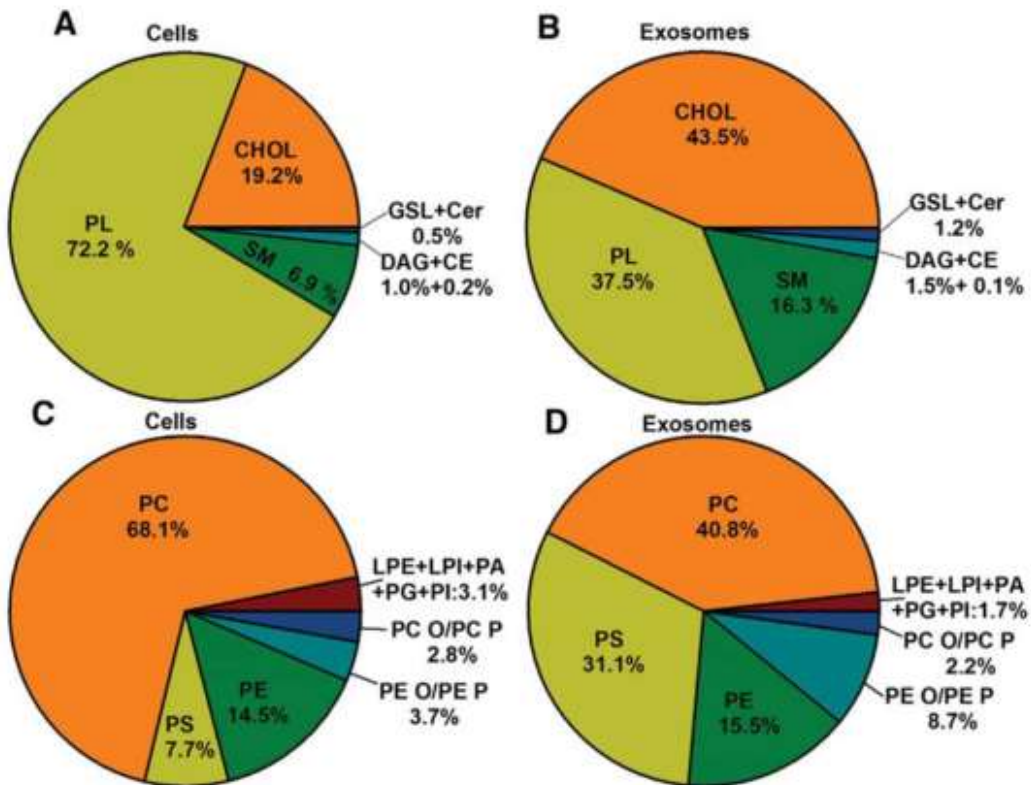 A
Cells
CHOL
19.2%
PL
72.2 %
GSL+Cer
0.5%
SM 6.9 %
DAG+CE
1.0%+0.2%
B
Exosomes
CHOL
43.5%
GSL+Cer
1.2%
PL
37.5%
DAG+CE
1.5%+ 0.1%
SM
16.3 %
C
Cells
PC
68.1%
LPE+LPI+PA
+PG+PI:3.1%
PC O/PC P
2.8%
PE O/PE P
3.7%
PE
14.5%
PS
7.7%
D
Exosomes
PC
40.8%
LPE+LPI+PA
+PG+PI:1.7%
PC O/PC P
2.2%
PS
31.1%
PE O/PE P
8.7%
PE
15.5%